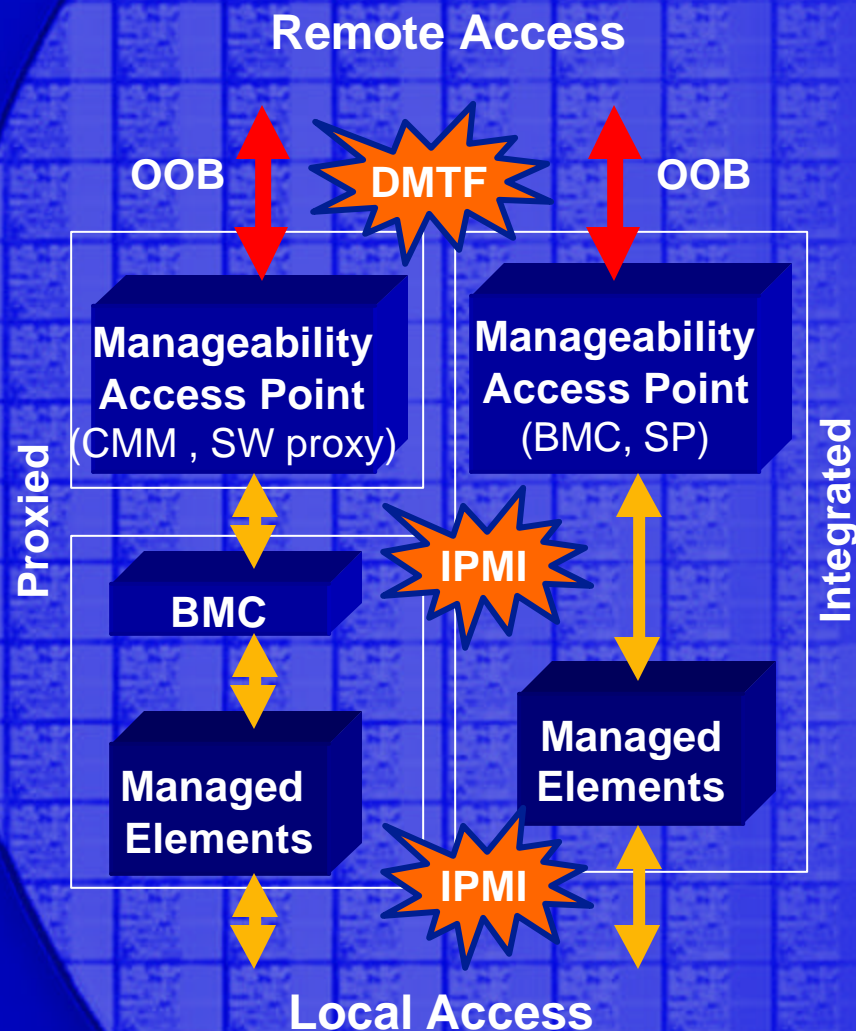 Remote Access
OOB
DMTF
OOB
Manageability
Access Point
(CMM , SW proxy)
Manageability
Access Point
(BMC, SP)
Proxied
Integrated
IPMI
BMC
Managed
Elements
Managed
Elements
IPMI
Local Access